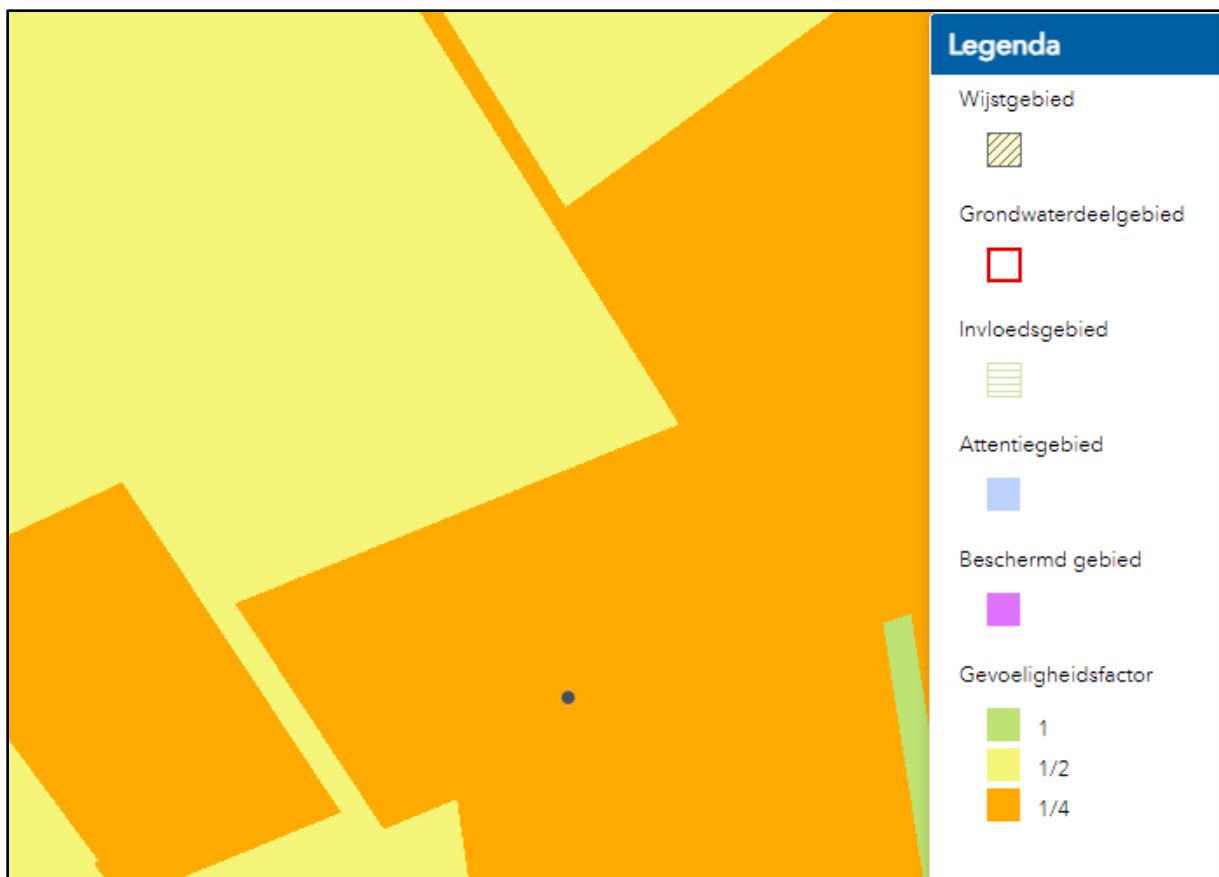 Legenda
Wijstgebied
Grondwaterdeelgebied
Invloedsgebied
Attentiegebied
Beschermd gebied
Gevoeligheidsfactor
1
1/2
1/4